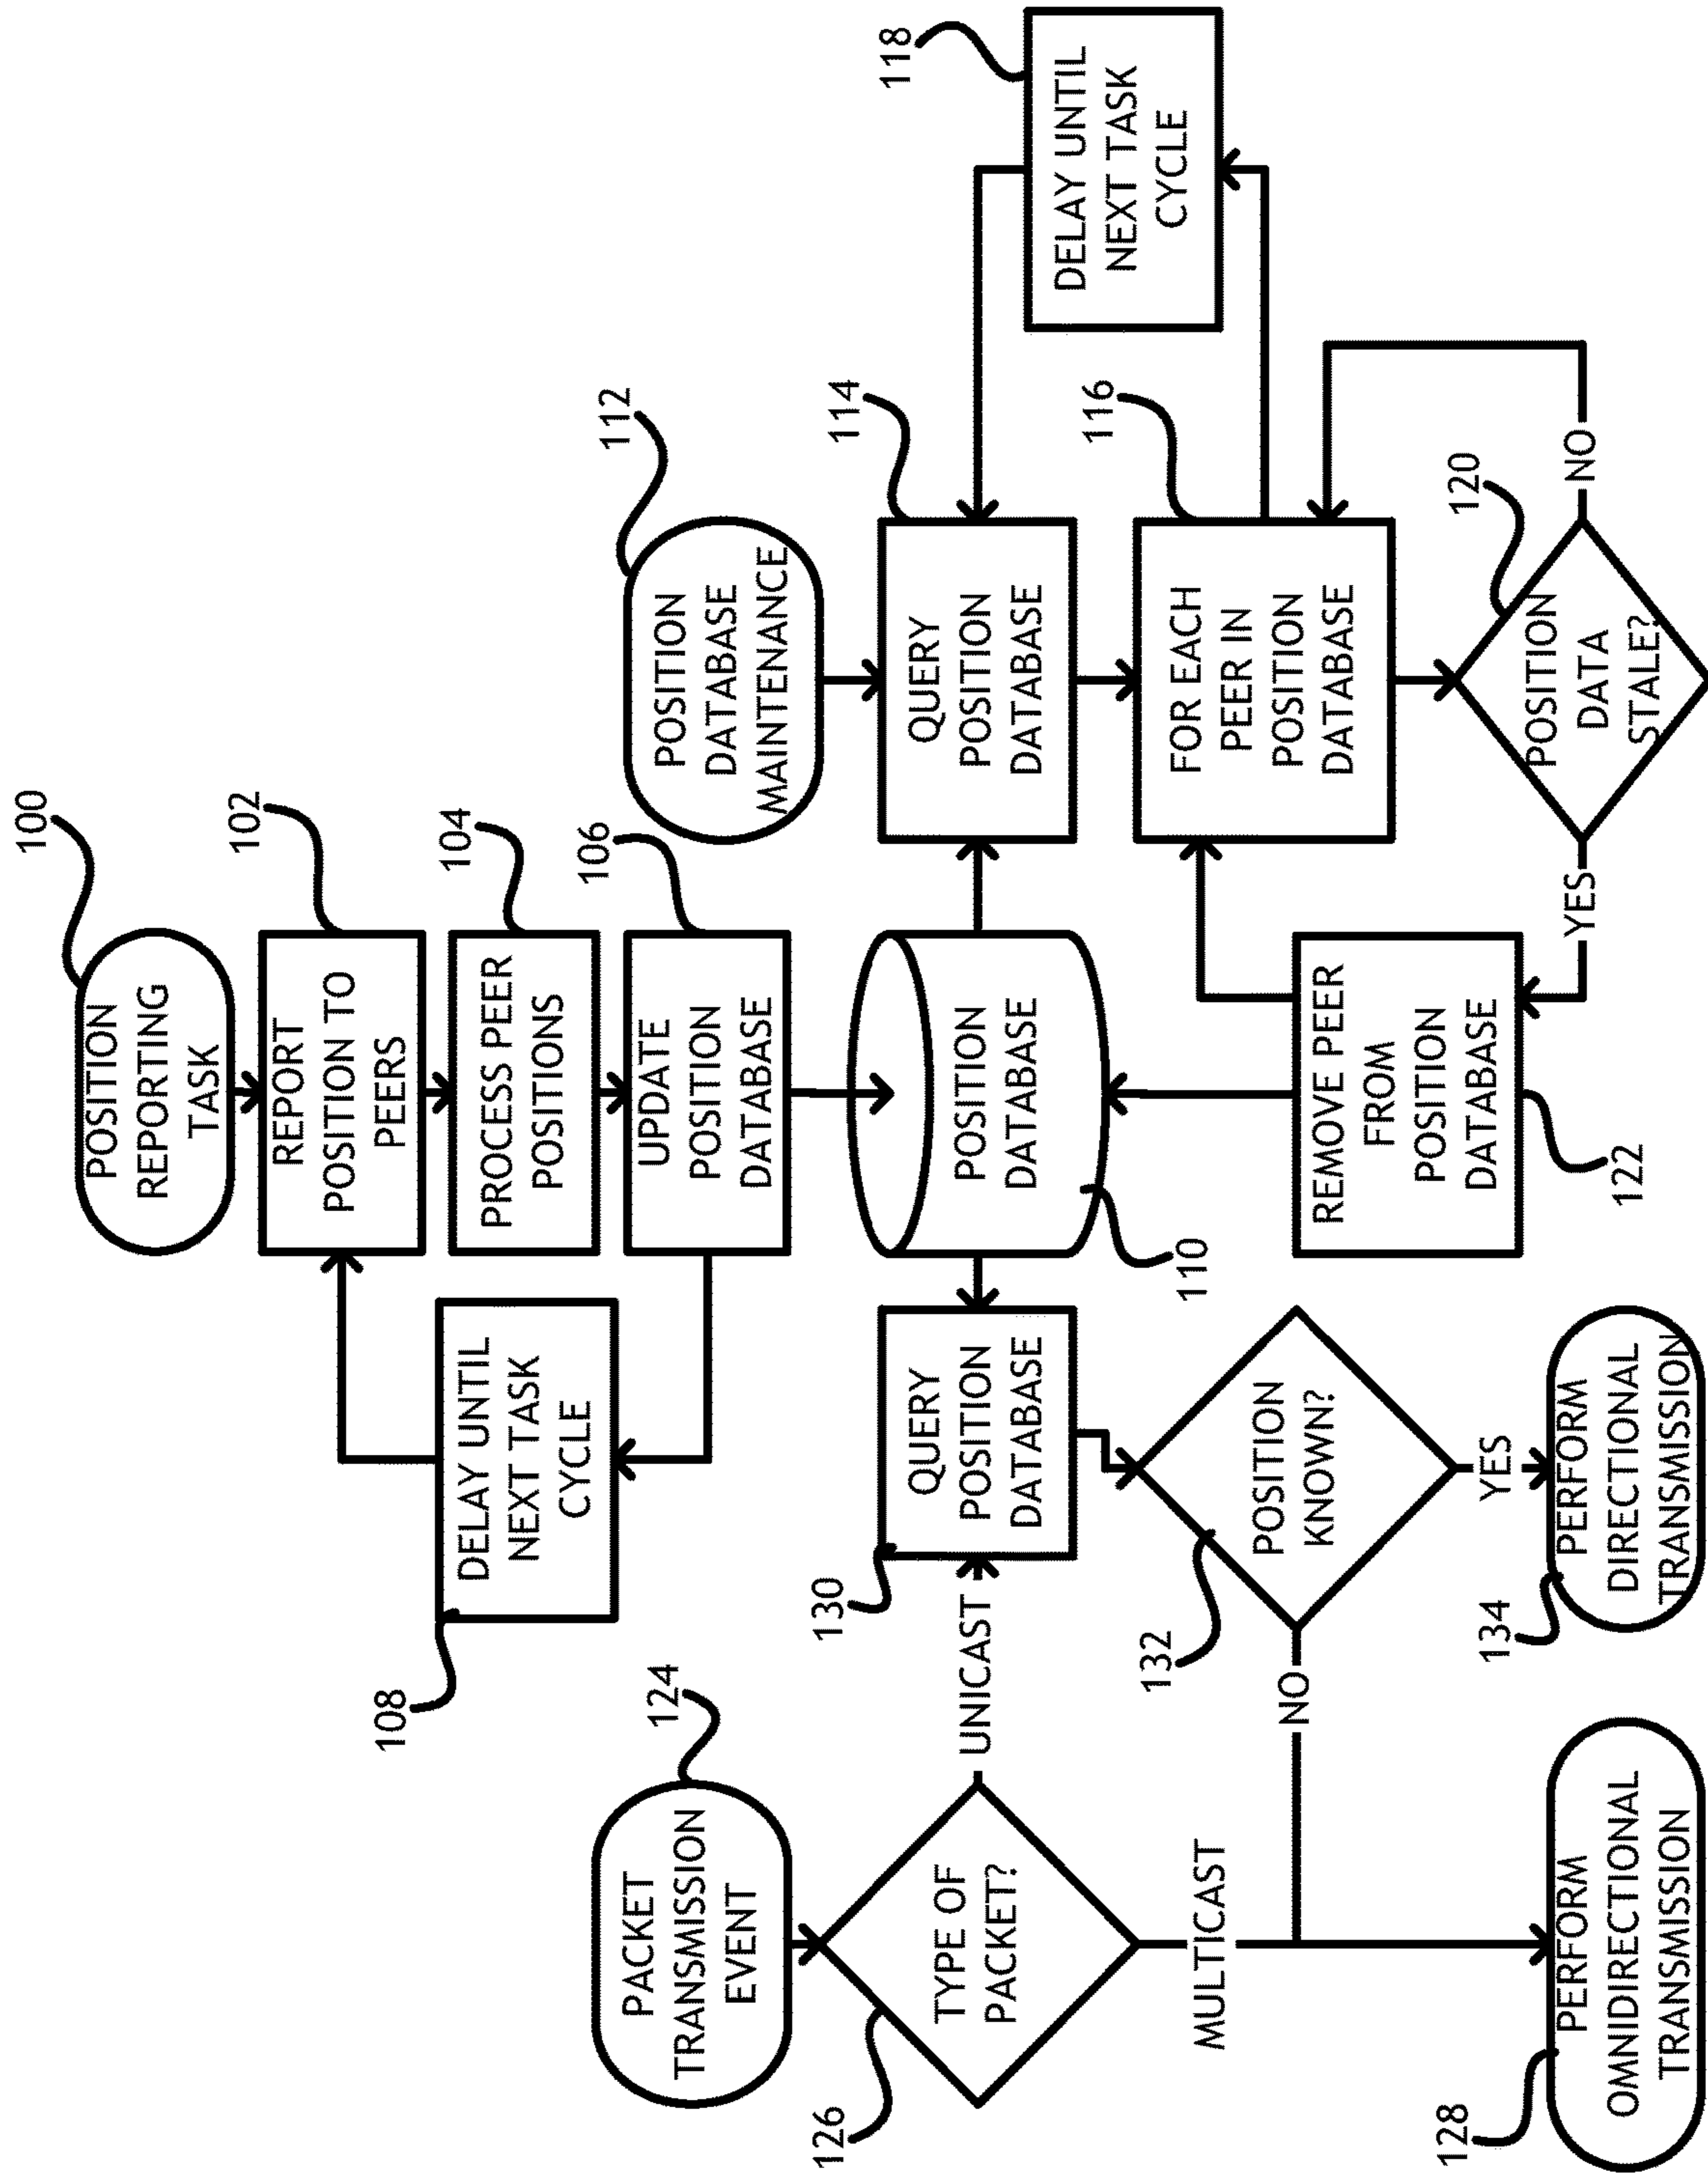 100
POSITION
REPORTING
TASK
102
REPORT
POSITION TO
PEERS
104
PROCESS PEER
POSITIONS
106
UPDATE
POSITION
DATABASE
108
DELAY UNTIL
NEXT TASK
CYCLE
110
POSITION
DATABASE
112
POSITION
DATABASE
MAINTENANCE
114
QUERY
POSITION
DATABASE
116
FOR EACH
PEER IN
POSITION
DATABASE
118
DELAY UNTIL
NEXT TASK
CYCLE
120
POSITION
DATA
STALE?
NO
YES
122
REMOVE PEER
FROM
POSITION
DATABASE
124
PACKET
TRANSMISSION
EVENT
126
TYPE OF
PACKET?
UNICAST
MULTICAST
130
QUERY
POSITION
DATABASE
132
POSITION
KNOWN?
NO
YES
128
PERFORM
OMNIDIRECTIONAL
TRANSMISSION
134
PERFORM
DIRECTIONAL
TRANSMISSION